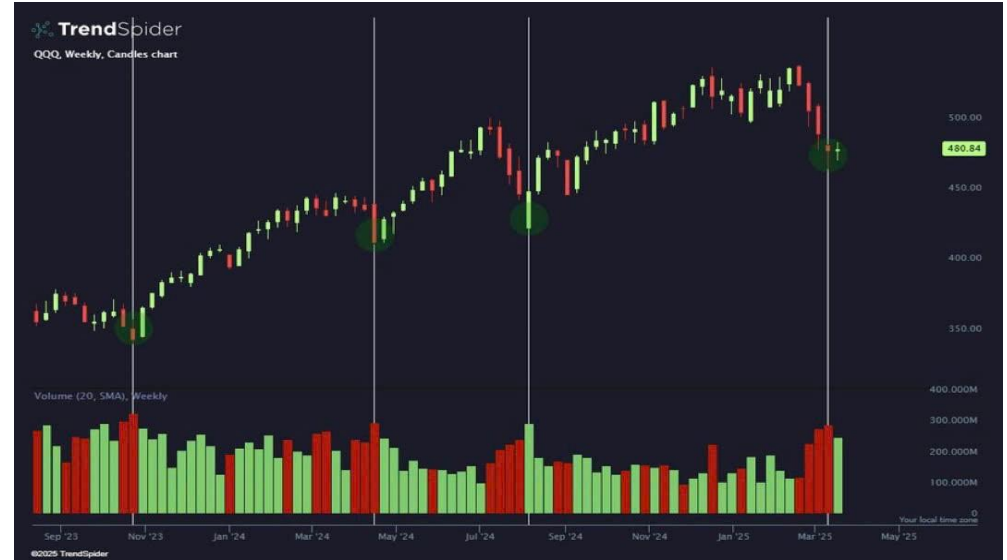 TrendSpider
QQQ, Weekly, Candles chart
500.00
480.84
450.00
400.00
350.00
Volume (20, SMA), Weekly
400.000M
300.000M
200.000M
100.000M
0
Your local time zone
Sep '23 Nov '23 Jan '24 Mar '24 May '24 Jul '24 Sep '24 Nov '24 Jan '25 Mar '25 May '25
©2025 TrendSpider